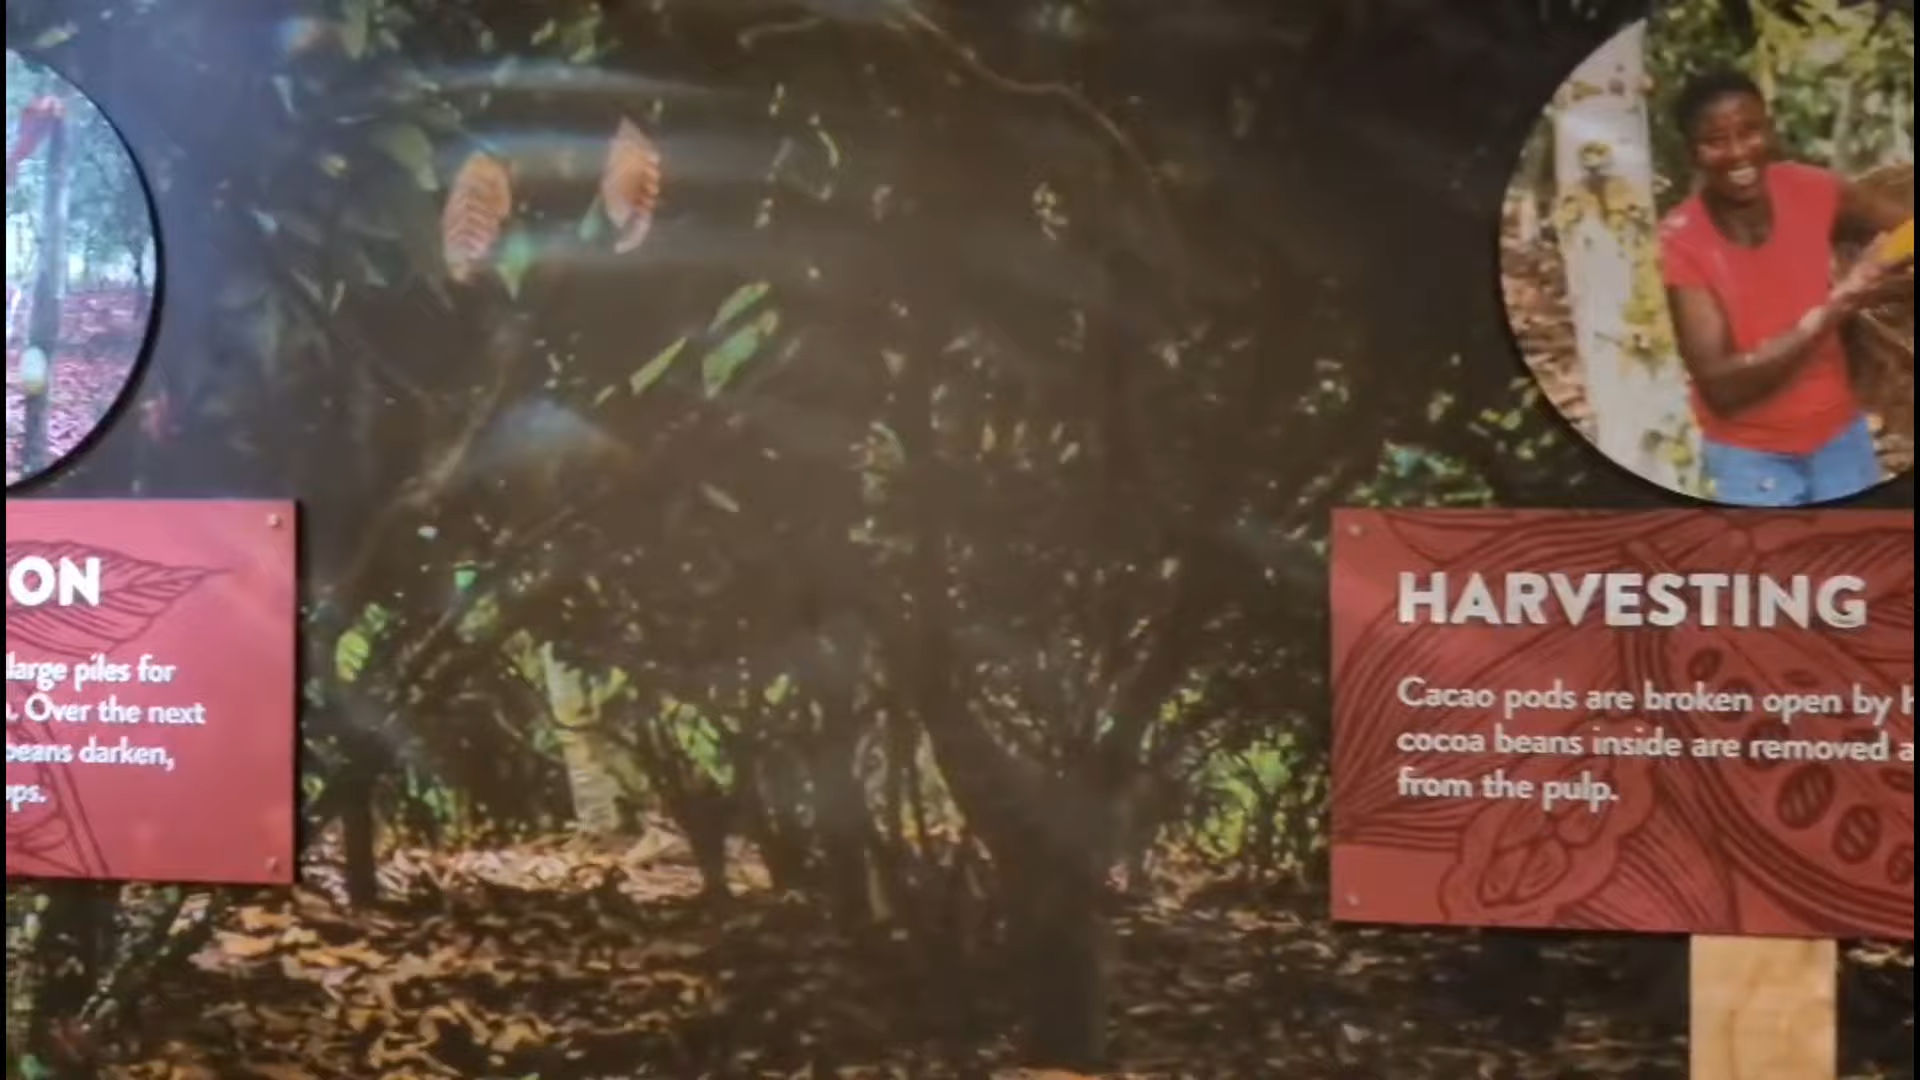 ON
large piles for
Over the next
beans darken,
HARVESTING
Cacao pods are broken open by
cocoa beans inside are removed
from the pulp.